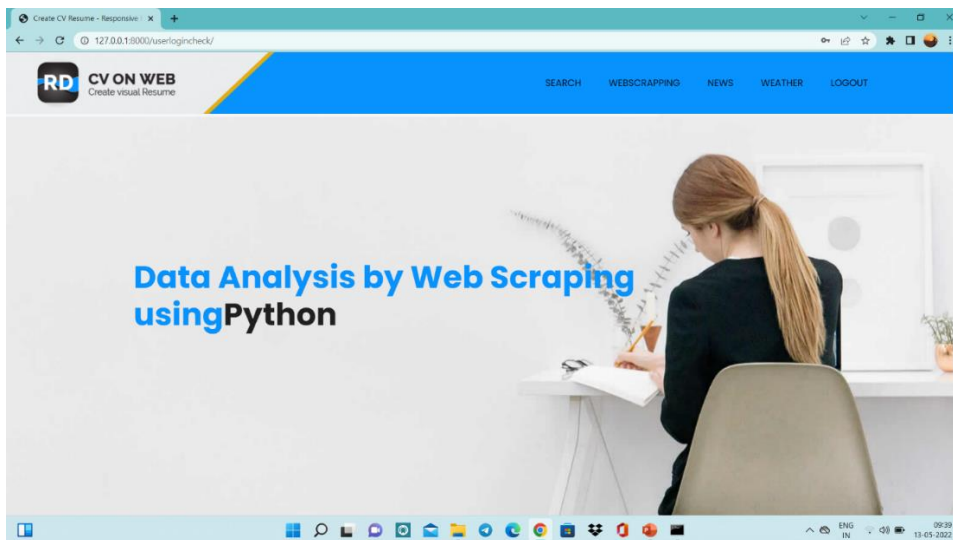 Create CV Resume - Responsive
127.0.0.1:8000/userlogincheck/
RD
CV ON WEB
Create visual Resume
SEARCH WEBSCRAPPING NEWS WEATHER LOGOUT
Data Analysis by Web Scraping
usingPython
ENG
IN
09:39
13-05-2022